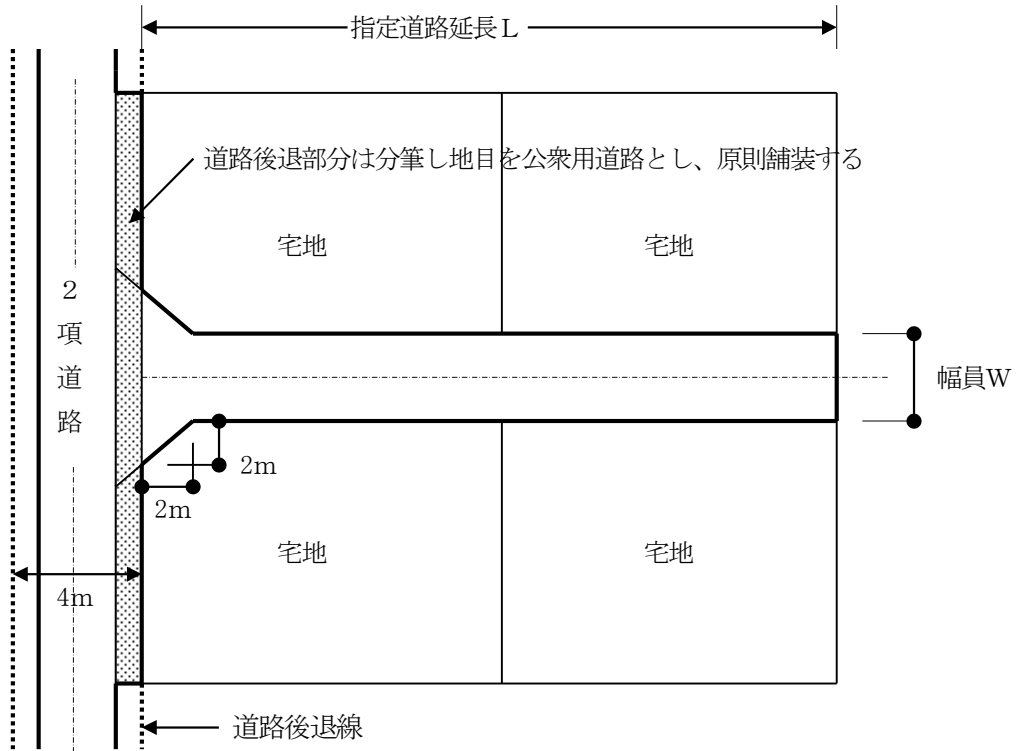 指定道路延長L
道路後退部分は分筆し地目を公衆用道路とし、原則舗装する
宅地
宅地
2項道路
幅員W
2m
2m
宅地
宅地
4m
道路後退線